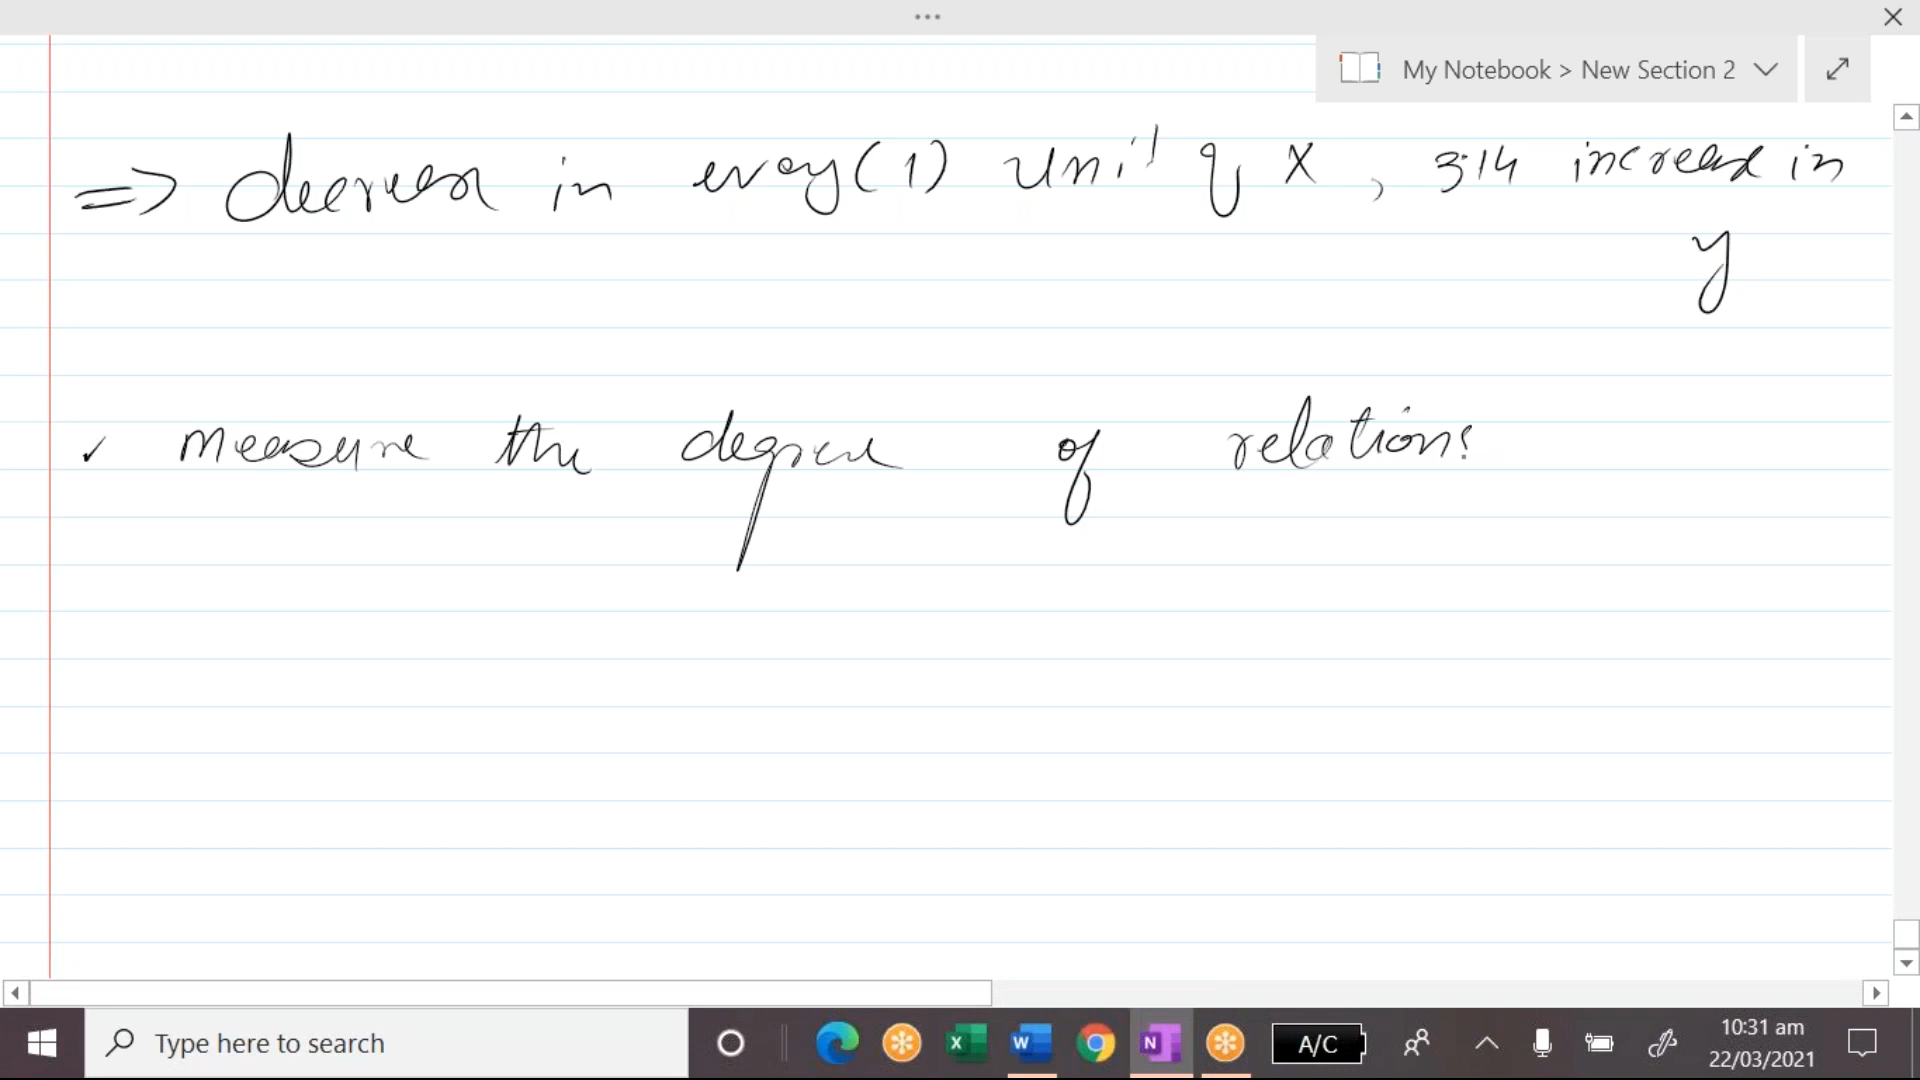 My Notebook > New Section 2
=> decrease in every (1) unit of X, 3.14 increase in
y
✓ measure the degree of relation:
Type here to search
A/C
10:31 am
22/03/2021